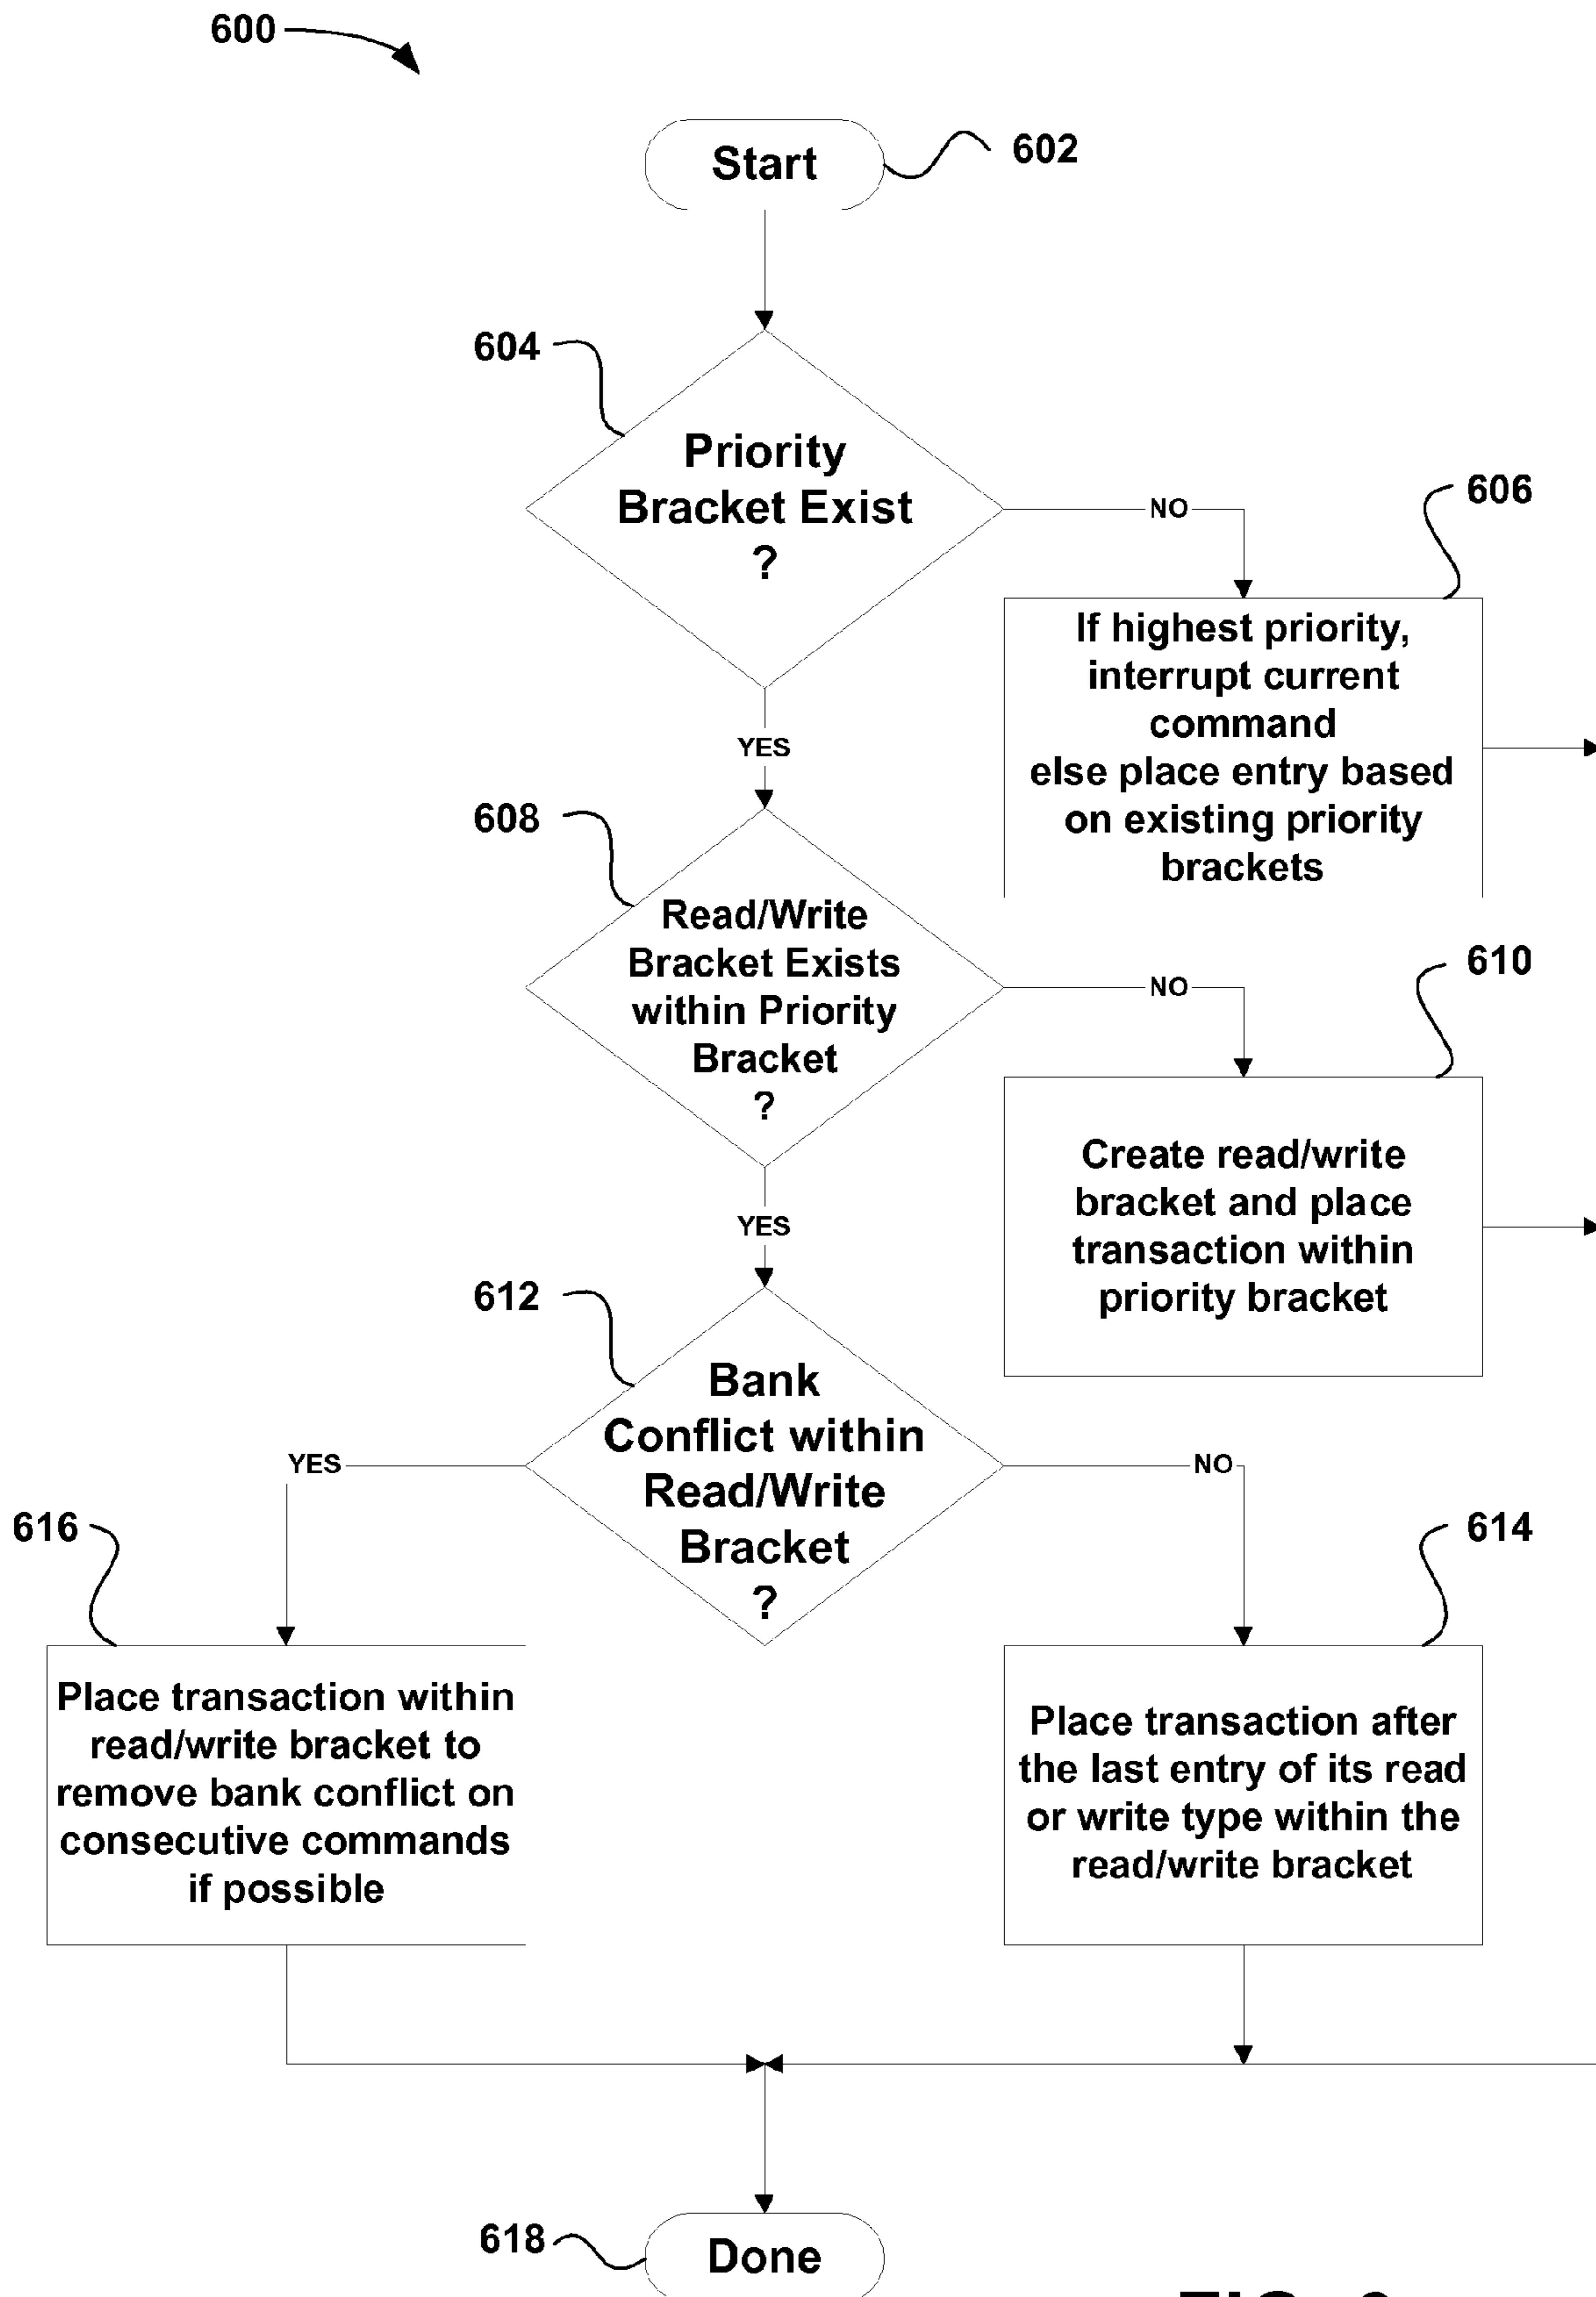 600
Start
602
604
Priority
Bracket Exist
?
NO
606
If highest priority,
interrupt current
command
else place entry based
on existing priority
brackets
YES
608
Read/Write
Bracket Exists
within Priority
Bracket
?
NO
610
Create read/write
bracket and place
transaction within
priority bracket
YES
612
Bank
Conflict within
Read/Write
Bracket
?
YES
NO
616
614
Place transaction within
read/write bracket to
remove bank conflict on
consecutive commands
if possible
Place transaction after
the last entry of its read
or write type within the
read/write bracket
618
Done